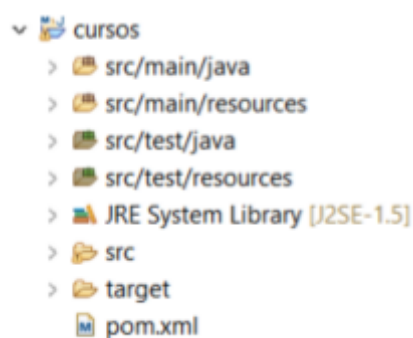 cursos
src/main/java
src/main/resources
src/test/java
src/test/resources
JRE System Library [J2SE-1.5]
src
target
pom.xml